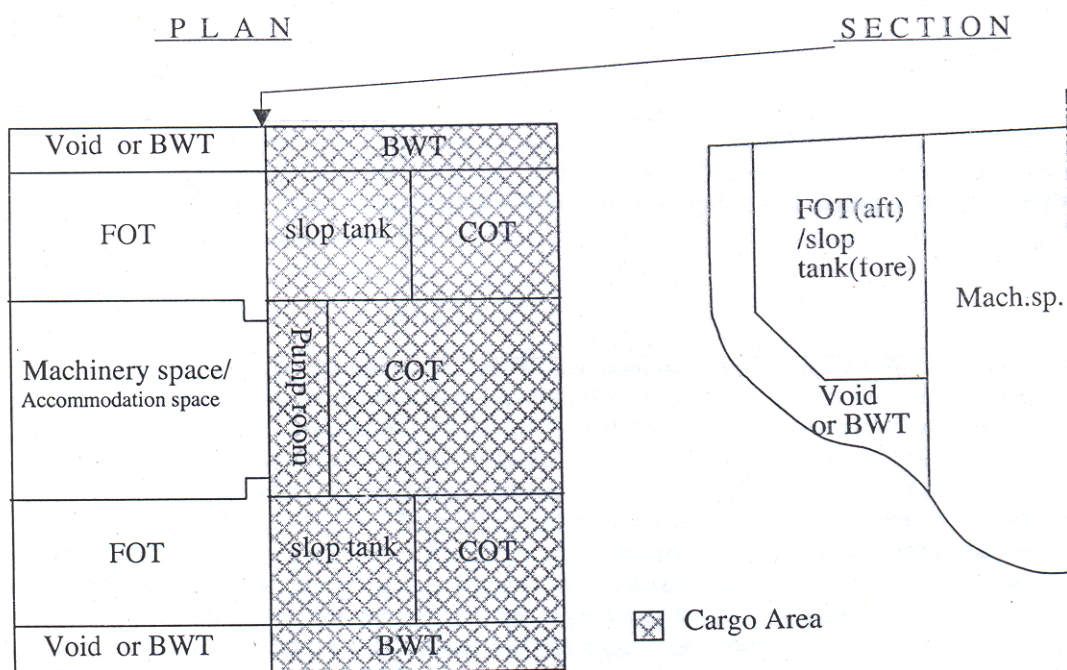 PLAN
SECTION
Void or BWT
BWT
FOT
slop tank
COT
Machinery space/
Accommodation space
Pump room
COT
FOT
slop tank
COT
Void or BWT
BWT
FOT(aft)
/slop
tank(fore)
Mach.sp.
Void
or BWT
Cargo Area